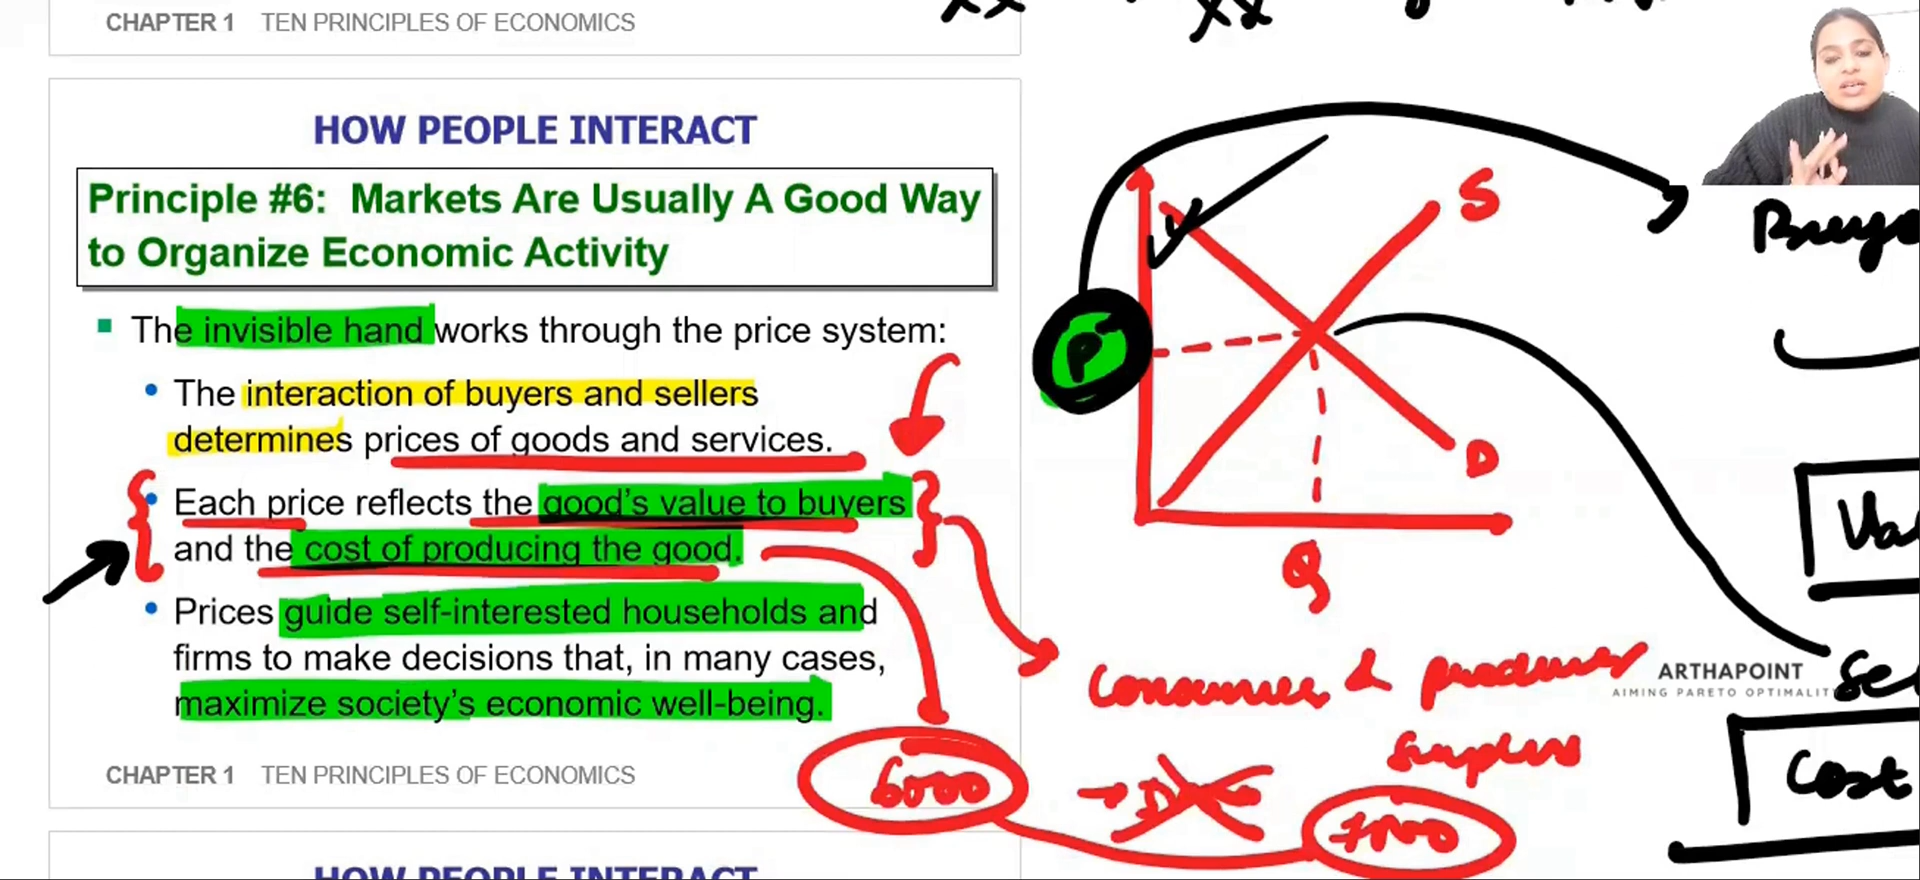 CHAPTER 1 TEN PRINCIPLES OF ECONOMICS
HOW PEOPLE INTERACT
Principle #6: Markets Are Usually A Good Way
to Organize Economic Activity
The invisible hand works through the price system:
The interaction of buyers and sellers
determines prices of goods and services.
Each price reflects the good's value to buyers
and the cost of producing the good.
Prices guide self-interested households and
firms to make decisions that, in many cases,
maximize society's economic well-being.
CHAPTER 1 TEN PRINCIPLES OF ECONOMICS
HOW PEOPLE INTERACT
S
P
D
Q
Consumer & producer
surplus
6000
7000
Buye
Va
Se
Cost
ARTHAPOINT
AIMING PARETO OPTIMALIT